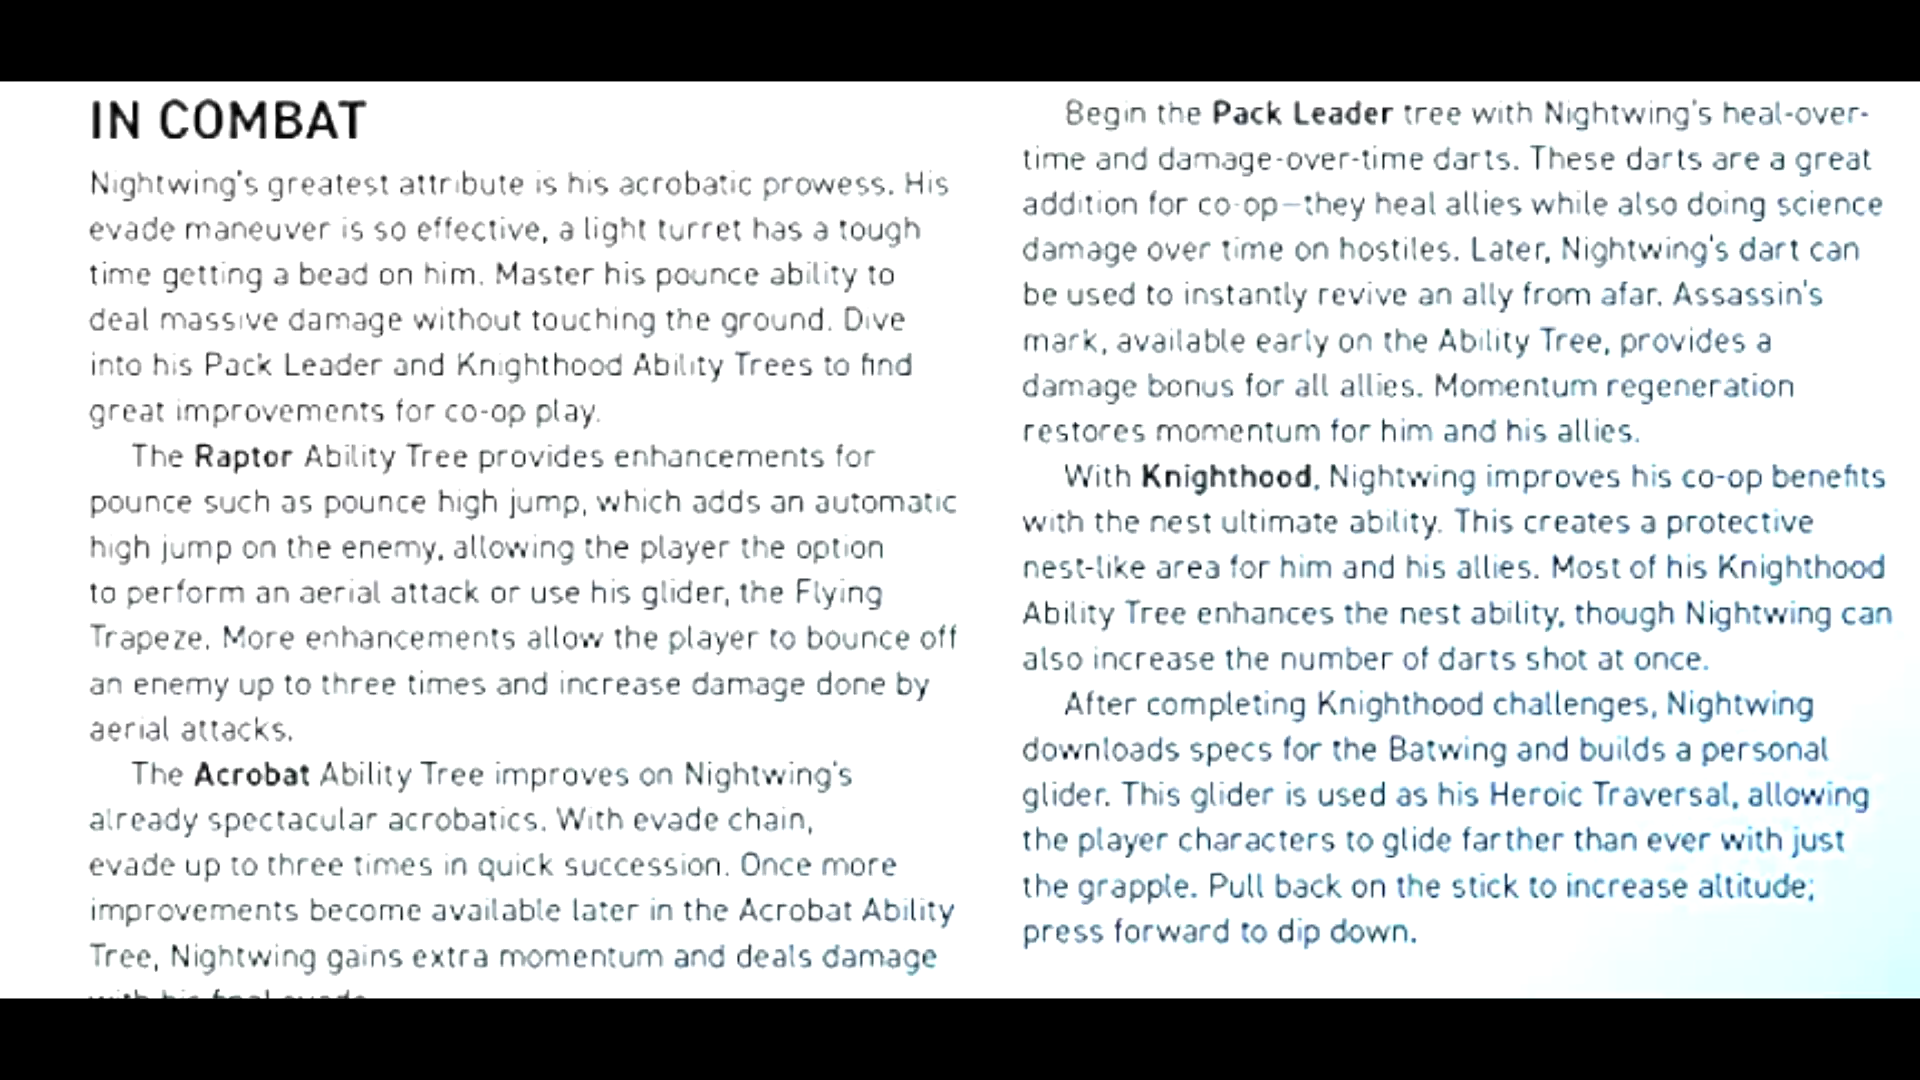 IN COMBAT
Nightwing's greatest attribute is his acrobatic prowess. His
evade maneuver is so effective, a light turret has a tough
time getting a bead on him. Master his pounce ability to
deal massive damage without touching the ground. Dive
into his Pack Leader and Knighthood Ability Trees to find
great improvements for co-op play.
The Raptor Ability Tree provides enhancements for
pounce such as pounce high jump, which adds an automatic
high jump on the enemy, allowing the player the option
to perform an aerial attack or use his glider, the Flying
Trapeze. More enhancements allow the player to bounce off
an enemy up to three times and increase damage done by
aerial attacks.
The Acrobat Ability Tree improves on Nightwing's
already spectacular acrobatics. With evade chain,
evade up to three times in quick succession. Once more
improvements become available later in the Acrobat Ability
Tree, Nightwing gains extra momentum and deals damage
with his final evade.
Begin the Pack Leader tree with Nightwing's heal-over-
time and damage-over-time darts. These darts are a great
addition for co-op—they heal allies while also doing science
damage over time on hostiles. Later, Nightwing's dart can
be used to instantly revive an ally from afar. Assassin's
mark, available early on the Ability Tree, provides a
damage bonus for all allies. Momentum regeneration
restores momentum for him and his allies.
With Knighthood, Nightwing improves his co-op benefits
with the nest ultimate ability. This creates a protective
nest-like area for him and his allies. Most of his Knighthood
Ability Tree enhances the nest ability, though Nightwing can
also increase the number of darts shot at once.
After completing Knighthood challenges, Nightwing
downloads specs for the Batwing and builds a personal
glider. This glider is used as his Heroic Traversal, allowing
the player characters to glide farther than ever with just
the grapple. Pull back on the stick to increase altitude;
press forward to dip down.